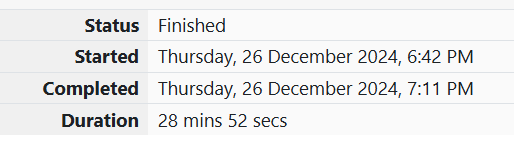 Status Finished
Started Thursday, 26 December 2024, 6:42 PM
Completed Thursday, 26 December 2024, 7:11 PM
Duration 28 mins 52 secs